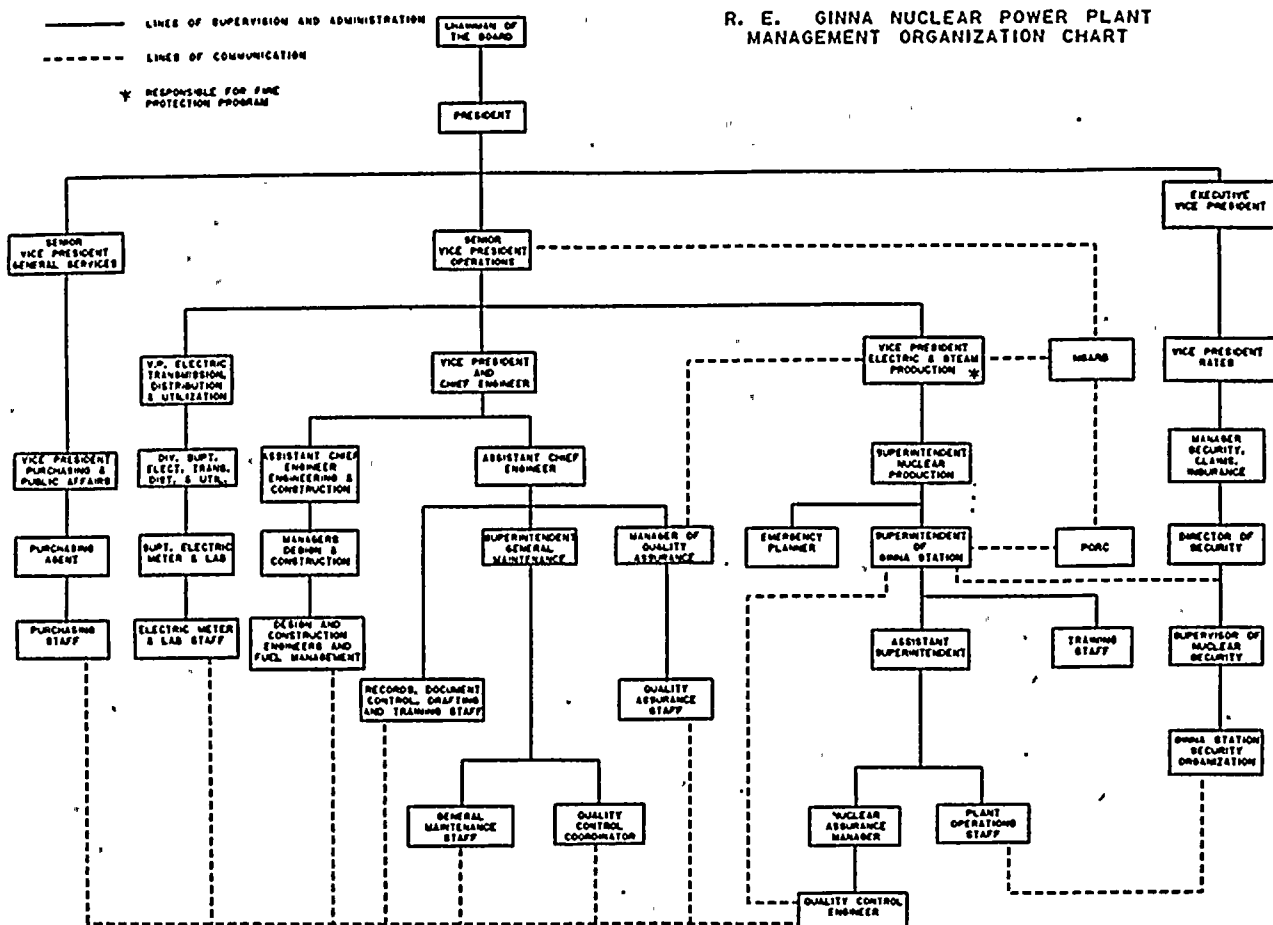 LINES OF SUPERVISION AND ADMINISTRATION
LINES OF COMMUNICATION
* RESPONSIBLE FOR FIRE
PROTECTION PROGRAM
R. E. GINNA NUCLEAR POWER PLANT
MANAGEMENT ORGANIZATION CHART
CHAIRMAN OF
THE BOARD
PRESIDENT
SENIOR
VICE PRESIDENT
GENERAL SERVICES
SENIOR
VICE PRESIDENT
OPERATIONS
EXECUTIVE
VICE PRESIDENT
V.P. ELECTRIC
TRANSMISSION,
DISTRIBUTION
& UTILIZATION
VICE PRESIDENT
AND
CHIEF ENGINEER
VICE PRESIDENT
ELECTRIC & STEAM
PRODUCTION *
NSARB
VICE PRESIDENT
RATES
VICE PRESIDENT
PURCHASING &
PUBLIC AFFAIRS
DIV. SUPT.
ELECT. TRANS.
DIST. & UTIL.
ASSISTANT CHIEF
ENGINEER
ENGINEERING &
CONSTRUCTION
ASSISTANT CHIEF
ENGINEER
SUPERINTENDENT
NUCLEAR
PRODUCTION
MANAGER
SECURITY,
CLAIMS,
INSURANCE
PURCHASING
AGENT
SUPT. ELECTRIC
METER & LAB
MANAGERS
DESIGN &
CONSTRUCTION
SUPERINTENDENT
GENERAL
MAINTENANCE
MANAGER OF
QUALITY
ASSURANCE
EMERGENCY
PLANNER
SUPERINTENDENT
OF
GINNA STATION
PORC
DIRECTOR OF
SECURITY
PURCHASING
STAFF
ELECTRIC METER
& LAB STAFF
DESIGN AND
CONSTRUCTION
ENGINEERS AND
FUEL MANAGEMENT
ASSISTANT
SUPERINTENDENT
TRAINING
STAFF
SUPERVISOR OF
NUCLEAR
SECURITY
RECORDS, DOCUMENT
CONTROL, DRAFTING
AND TRAINING STAFF
QUALITY
ASSURANCE
STAFF
GINNA STATION
SECURITY
ORGANIZATION
GENERAL
MAINTENANCE
STAFF
QUALITY
CONTROL
COORDINATOR
NUCLEAR
ASSURANCE
MANAGER
PLANT
OPERATIONS
STAFF
QUALITY CONTROL
ENGINEER